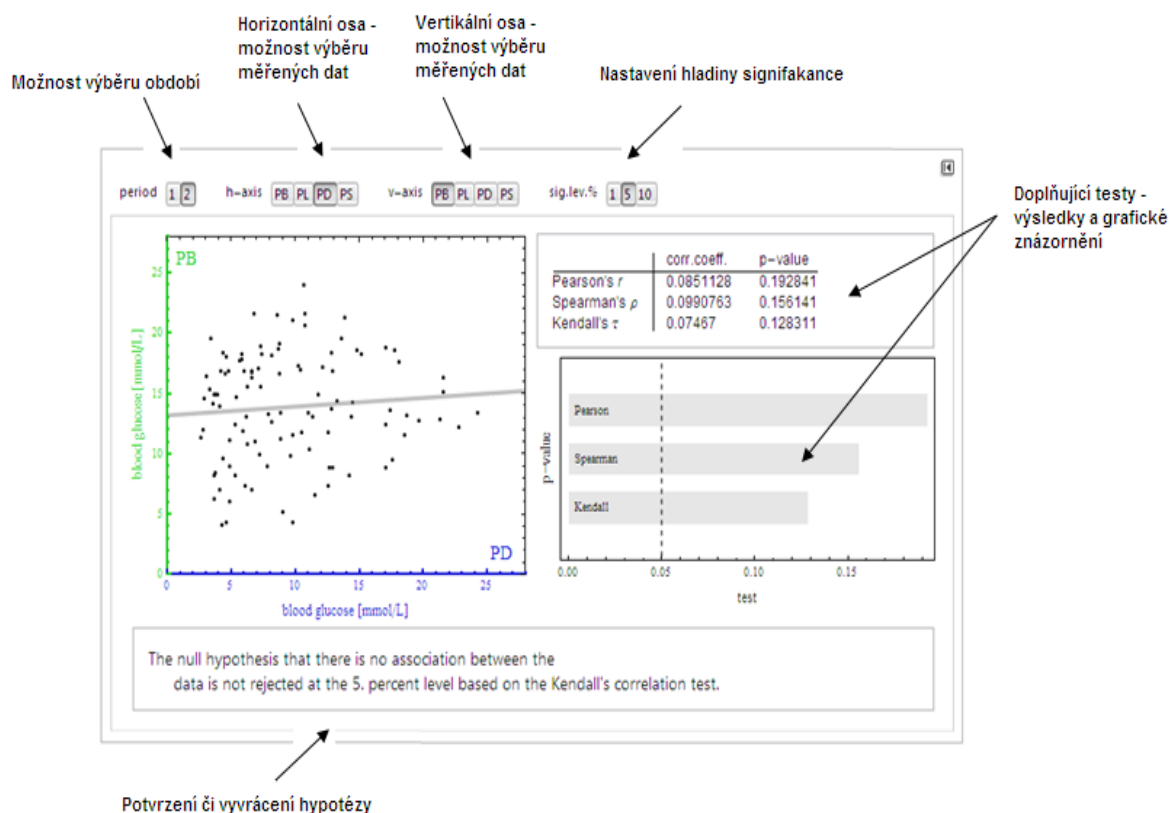 Možnost výběru období
Horizontální osa -
možnost výběru
měřených dat
Vertikální osa -
možnost výběru
měřených dat
Nastavení hladiny signifakance
period 1 2 h-axis PB PL PD PS v-axis PB PL PD PS sig.lev.% 1 5 10
Doplňující testy -
výsledky a grafické
znázornění
PB
25
20
15
10
5
0
blood glucose [mmol/L]
PD
0 5 10 15 20 25
blood glucose [mmol/L]
corr.coeff. p-value
Pearson's r 0.0851128 0.192841
Spearman's ρ 0.0990763 0.156141
Kendall's τ 0.07467 0.128311
p-value
Pearson
Spearman
Kendall
0.00 0.05 0.10 0.15
test
The null hypothesis that there is no association between the
data is not rejected at the 5. percent level based on the Kendall's correlation test.
Potvrzení či vyvrácení hypotézy